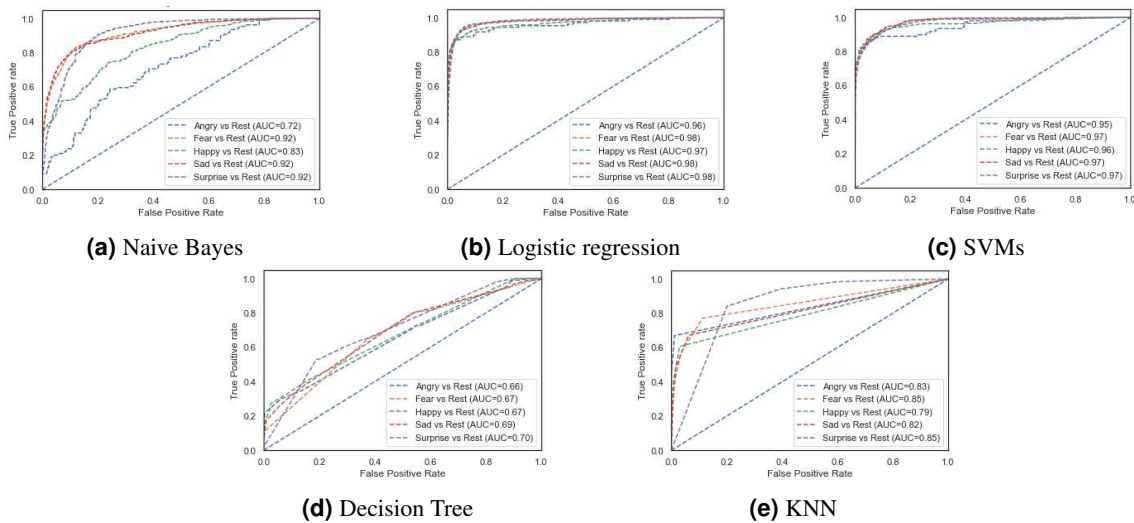 True Positive rate
1.0
0.8
0.6
0.4
0.2
0.0
Angry vs Rest (AUC=0.72)
Fear vs Rest (AUC=0.92)
Happy vs Rest (AUC=0.83)
Sad vs Rest (AUC=0.92)
Surprise vs Rest (AUC=0.92)
0.0 0.2 0.4 0.6 0.8 1.0
False Positive Rate
(a) Naive Bayes
True Positive rate
1.0
0.8
0.6
0.4
0.2
0.0
Angry vs Rest (AUC=0.96)
Fear vs Rest (AUC=0.98)
Happy vs Rest (AUC=0.97)
Sad vs Rest (AUC=0.98)
Surprise vs Rest (AUC=0.98)
0.0 0.2 0.4 0.6 0.8 1.0
False Positive Rate
(b) Logistic regression
True Positive rate
1.0
0.8
0.6
0.4
0.2
0.0
Angry vs Rest (AUC=0.95)
Fear vs Rest (AUC=0.97)
Happy vs Rest (AUC=0.96)
Sad vs Rest (AUC=0.97)
Surprise vs Rest (AUC=0.97)
0.0 0.2 0.4 0.6 0.8 1.0
False Positive Rate
(c) SVMs
True Positive rate
1.0
0.8
0.6
0.4
0.2
0.0
Angry vs Rest (AUC=0.66)
Fear vs Rest (AUC=0.67)
Happy vs Rest (AUC=0.67)
Sad vs Rest (AUC=0.69)
Surprise vs Rest (AUC=0.70)
0.0 0.2 0.4 0.6 0.8 1.0
False Positive Rate
(d) Decision Tree
True Positive rate
1.0
0.8
0.6
0.4
0.2
0.0
Angry vs Rest (AUC=0.83)
Fear vs Rest (AUC=0.85)
Happy vs Rest (AUC=0.79)
Sad vs Rest (AUC=0.82)
Surprise vs Rest (AUC=0.85)
0.0 0.2 0.4 0.6 0.8 1.0
False Positive Rate
(e) KNN